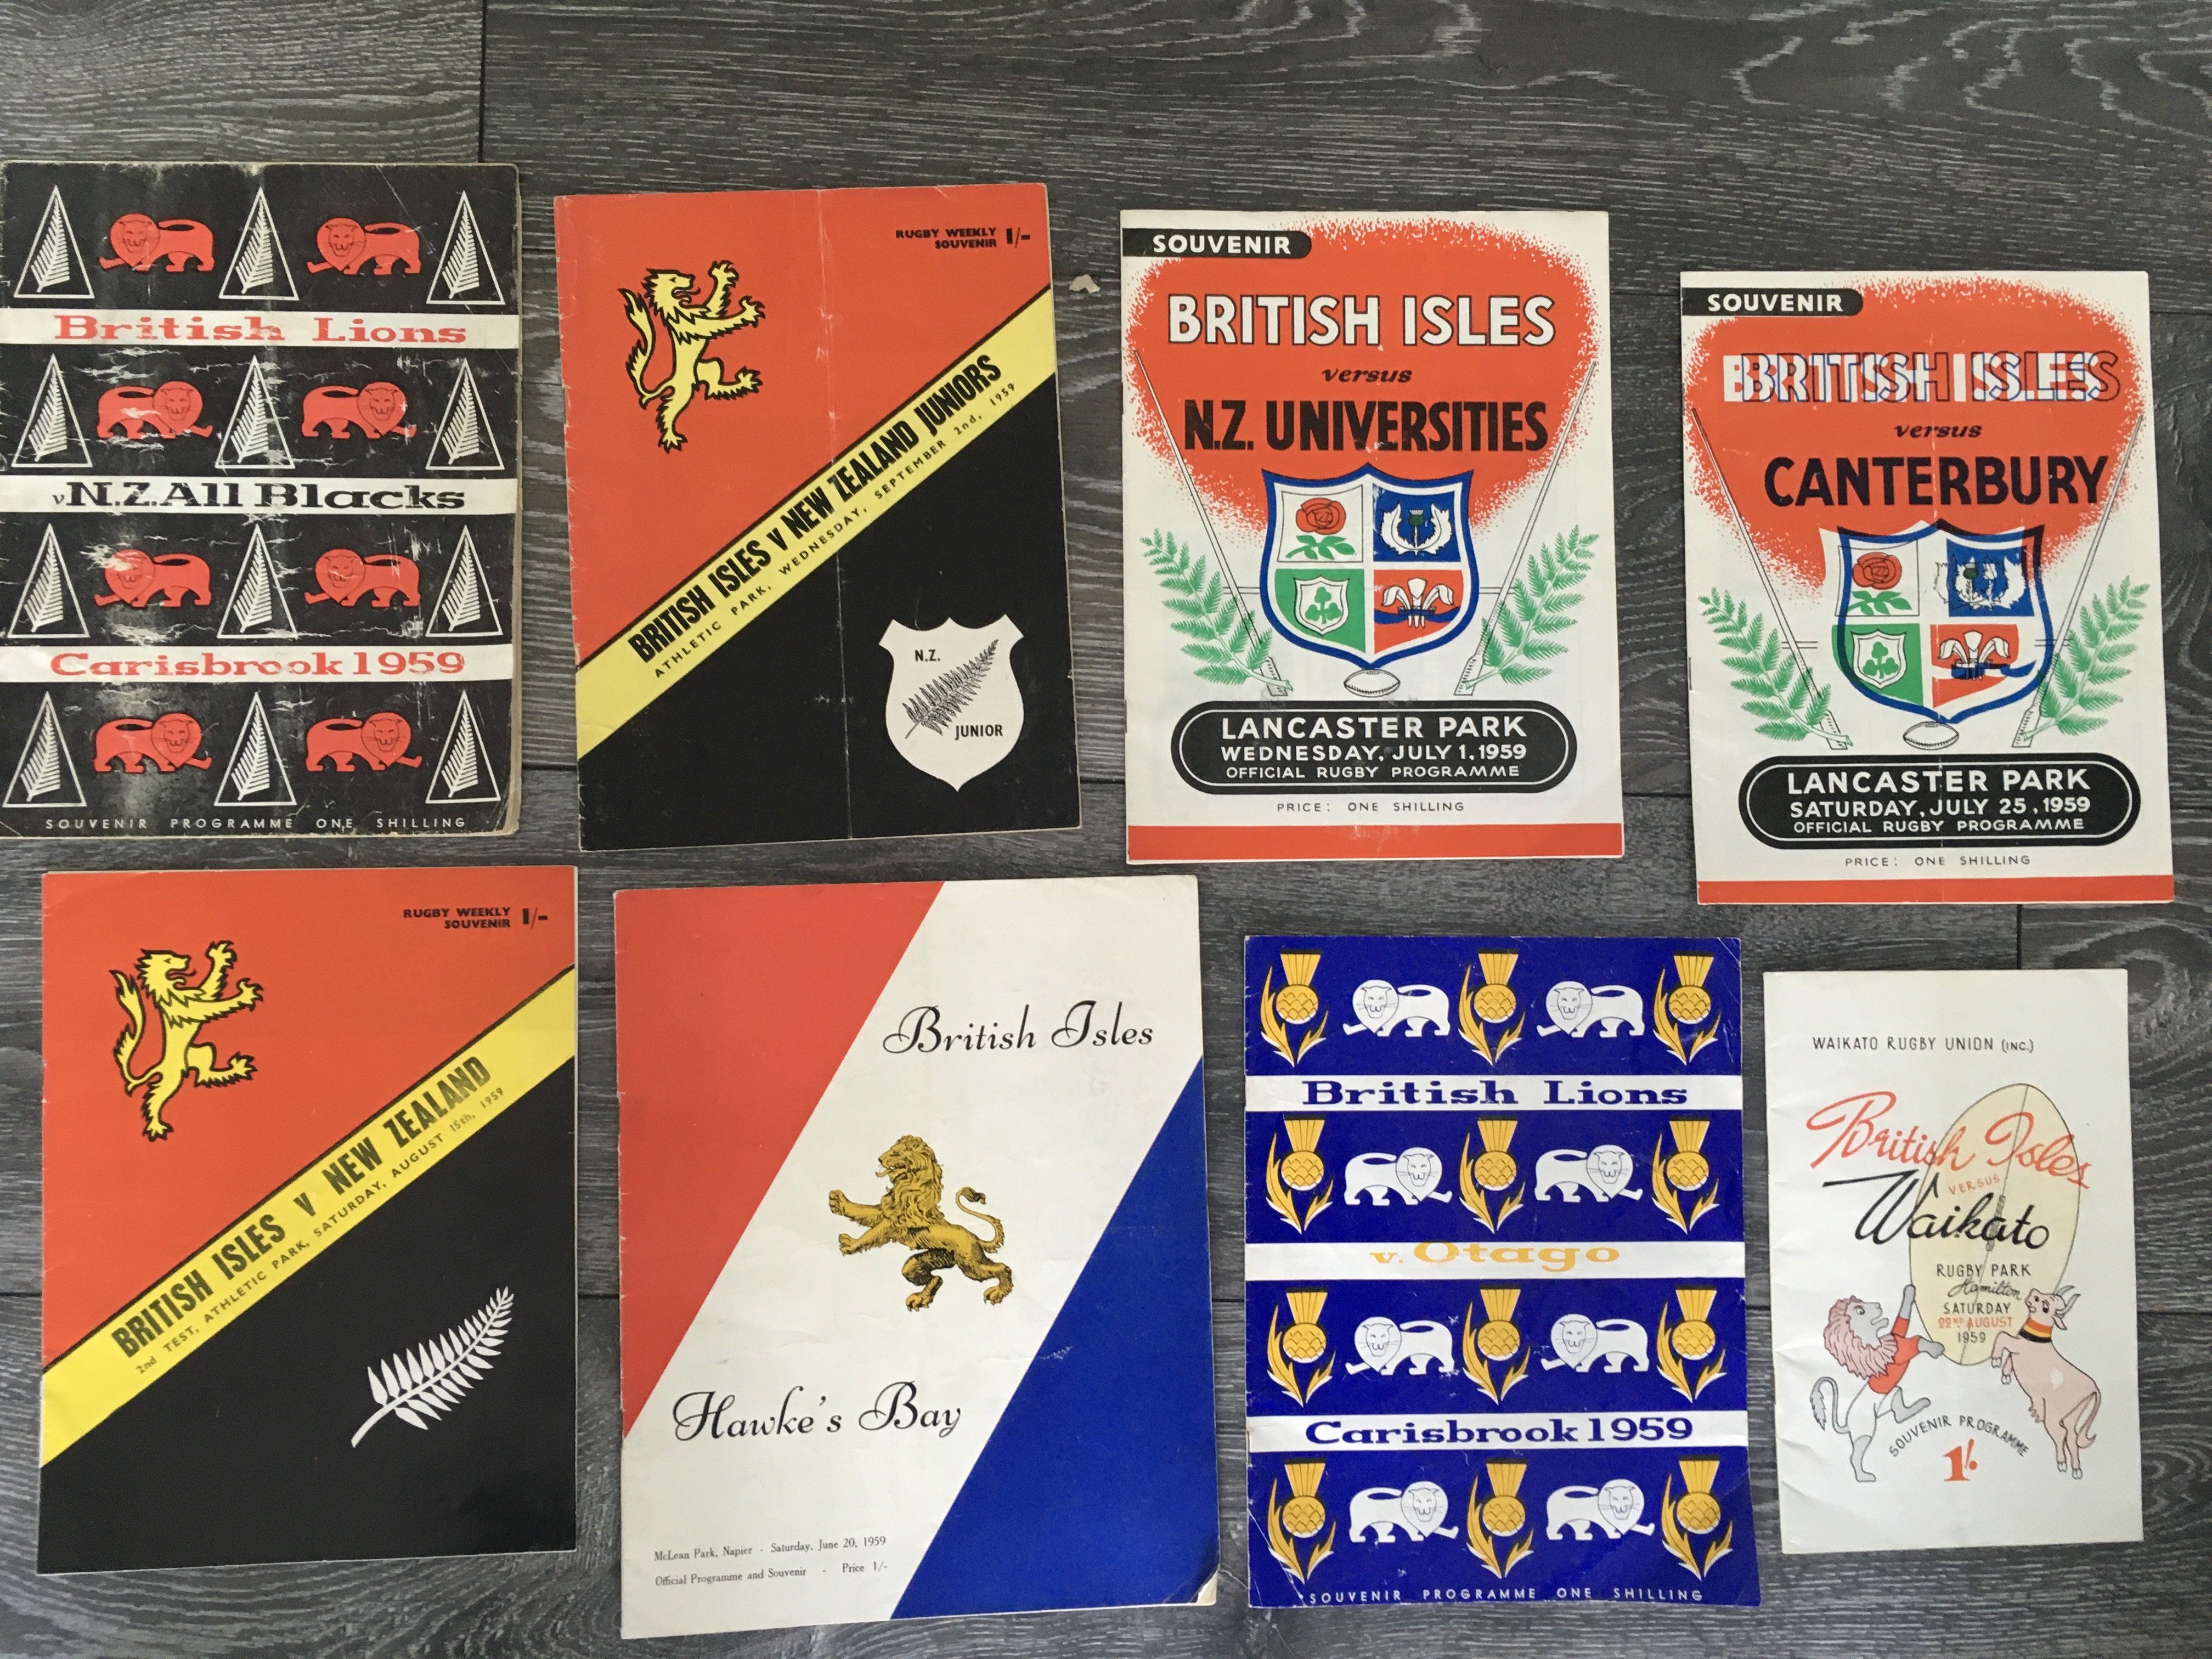 British Lions
v N.Z. All Blacks
Carisbrook 1959
SOUVENIR PROGRAMME ONE SHILLING
RUGBY WEEKLY
SOUVENIR 1/-
BRITISH ISLES V NEW ZEALAND JUNIORS
ATHLETIC PARK, WEDNESDAY, SEPTEMBER 2nd, 1959
N.Z.
JUNIOR
SOUVENIR
BRITISH ISLES
versus
N.Z. UNIVERSITIES
LANCASTER PARK
WEDNESDAY, JULY 1, 1959
OFFICIAL RUGBY PROGRAMME
PRICE: ONE SHILLING
SOUVENIR
BRITISH ISLES
versus
CANTERBURY
LANCASTER PARK
SATURDAY, JULY 25, 1959
OFFICIAL RUGBY PROGRAMME
PRICE: ONE SHILLING
RUGBY WEEKLY
SOUVENIR 1/-
BRITISH ISLES V NEW ZEALAND
2nd TEST, ATHLETIC PARK, SATURDAY, AUGUST 15th, 1959
British Isles
Hawke's Bay
McLean Park, Napier - Saturday, June 20, 1959
Official Programme and Souvenir - Price 1/-
British Lions
v. Otago
Carisbrook 1959
SOUVENIR PROGRAMME ONE SHILLING
WAIKATO RUGBY UNION (INC.)
British Isles
VERSUS
Waikato
RUGBY PARK
Hamilton
SATURDAY
22ND AUGUST
1959
SOUVENIR PROGRAMME
1/-